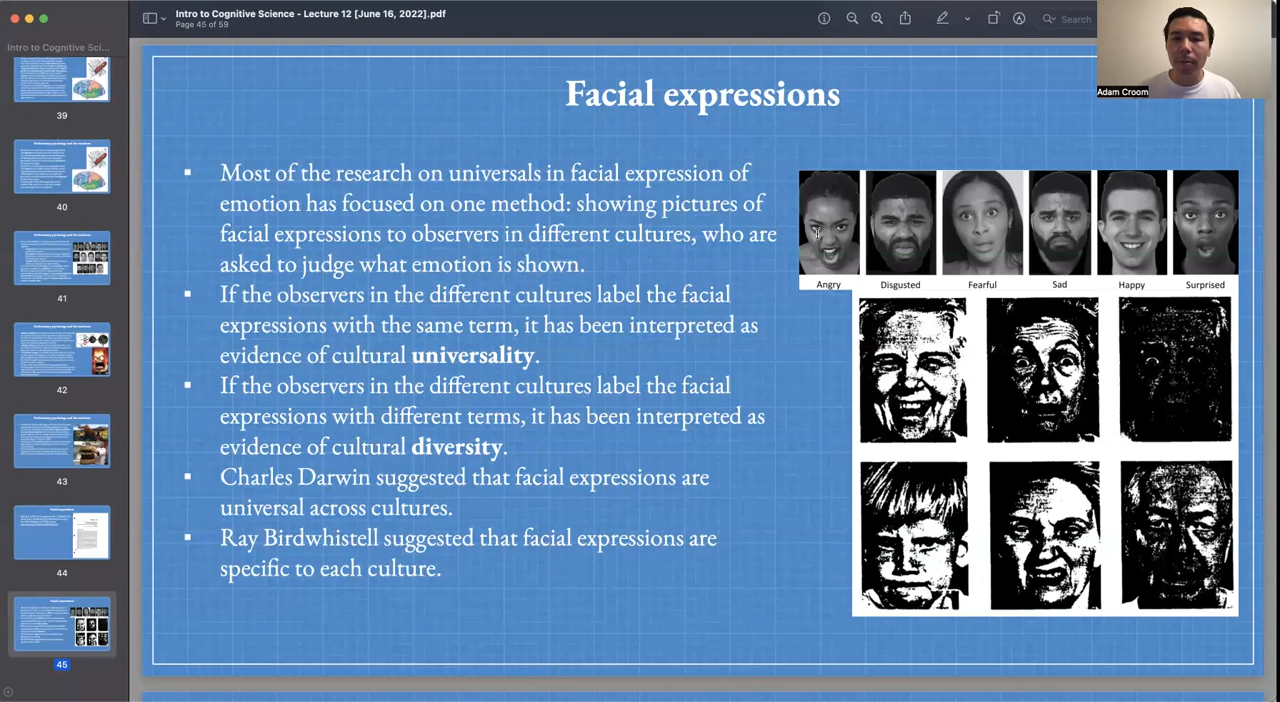 Intro to Cognitive Science - Lecture 12 [June 16, 2022].pdf
Page 45 of 59
Search
Adam Croom
Intro to Cognitive Sci...
39
40
41
42
43
44
45
Facial expressions
▪ Most of the research on universals in facial expression of
emotion has focused on one method: showing pictures of
facial expressions to observers in different cultures, who are
asked to judge what emotion is shown.
▪ If the observers in the different cultures label the facial
expressions with the same term, it has been interpreted as
evidence of cultural universality.
▪ If the observers in the different cultures label the facial
expressions with different terms, it has been interpreted as
evidence of cultural diversity.
▪ Charles Darwin suggested that facial expressions are
universal across cultures.
▪ Ray Birdwhistell suggested that facial expressions are
specific to each culture.
Angry Disgusted Fearful Sad Happy Surprised